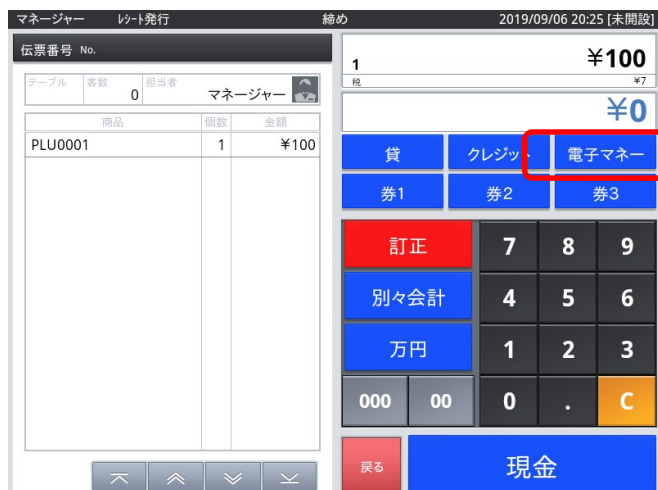 マネージャー ﾚｼｰﾄ発行 締め 2019/09/06 20:25 [未開設]
伝票番号 No.
テーブル 客数 0 担当者 マネージャー
商品 個数 金額
PLU0001 1 ¥100
1 ¥100
税 ¥7
¥0
貸 クレジット 電子マネー
券1 券2 券3
訂正 7 8 9
別々会計 4 5 6
万円 1 2 3
000 00 0 . C
戻る 現金